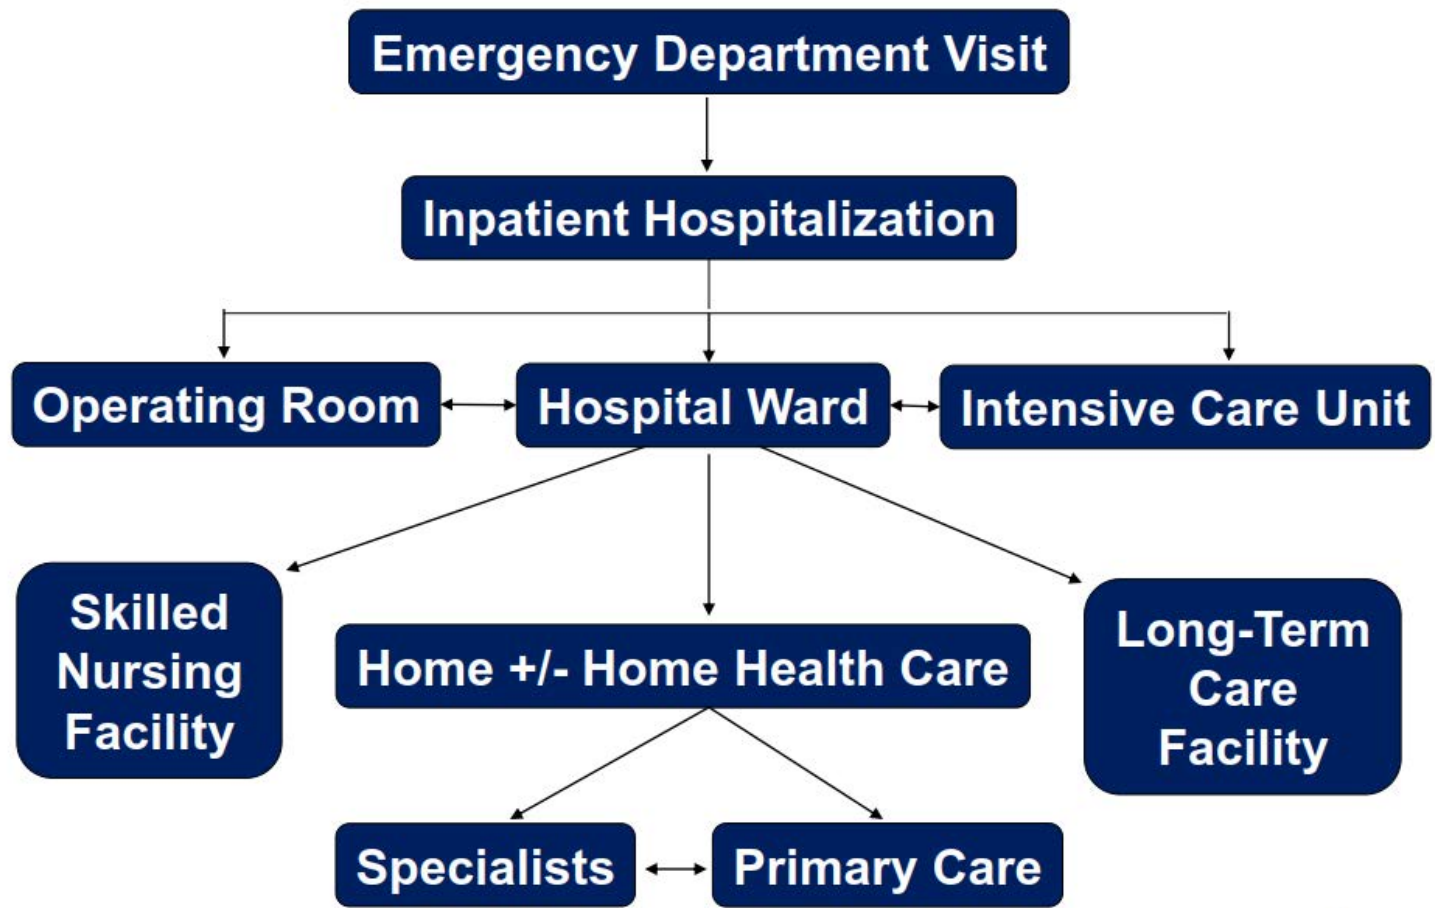 Emergency Department Visit
Inpatient Hospitalization
Operating Room
Hospital Ward
Intensive Care Unit
Skilled
Nursing
Facility
Home +/- Home Health Care
Long-Term
Care
Facility
Specialists
Primary Care